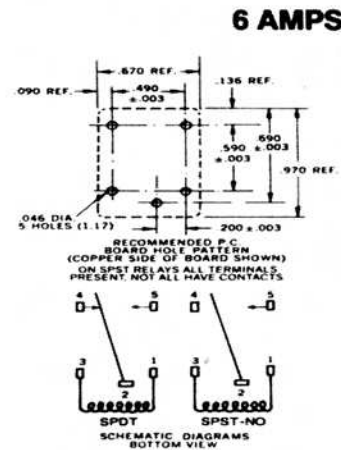 6 AMPS
.670 REF.
.090 REF.
.490
±.003
.136 REF.
.590
±.003
.690
±.003
.970 REF.
.046 DIA.
5 HOLES (1.17)
.200 ±.003
RECOMMENDED P.C.
BOARD HOLE PATTERN
(COPPER SIDE OF BOARD SHOWN)
ON SPST RELAYS ALL TERMINALS
PRESENT, NOT ALL HAVE CONTACTS
4 5 4 5
3 1 3 1
2 2
SPDT SPST-NO
SCHEMATIC DIAGRAMS
BOTTOM VIEW